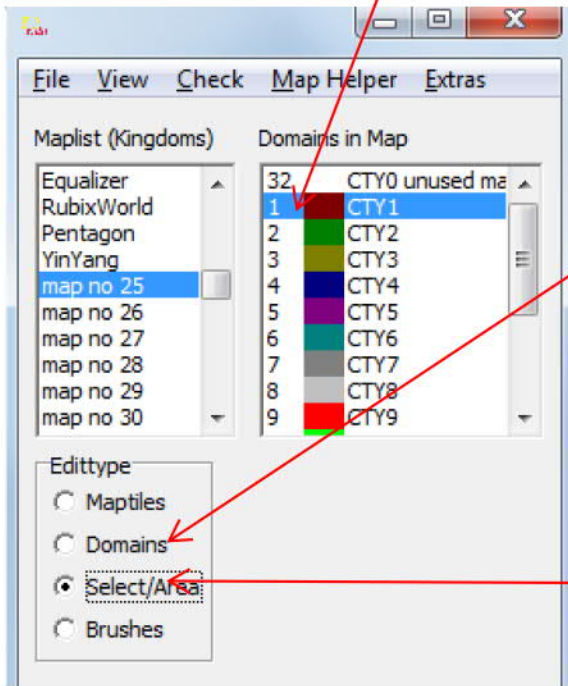 File View Check Map Helper Extras
Maplist (Kingdoms) Domains in Map
Equalizer
RubixWorld
Pentagon
YinYang
map no 25
map no 26
map no 27
map no 28
map no 29
map no 30
32 CTY0 unused ma
1 CTY1
2 CTY2
3 CTY3
4 CTY4
5 CTY5
6 CTY6
7 CTY7
8 CTY8
9 CTY9
Edittype
Maptiles
Domains
Select/Area
Brushes